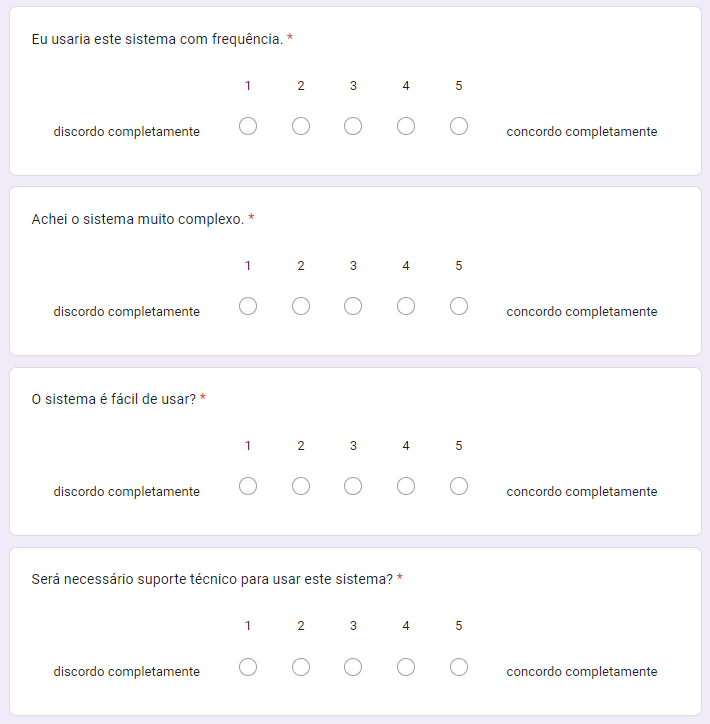 Eu usaria este sistema com frequência. *
1 2 3 4 5
discordo completamente concordo completamente
Achei o sistema muito complexo. *
1 2 3 4 5
discordo completamente concordo completamente
O sistema é fácil de usar? *
1 2 3 4 5
discordo completamente concordo completamente
Será necessário suporte técnico para usar este sistema? *
1 2 3 4 5
discordo completamente concordo completamente